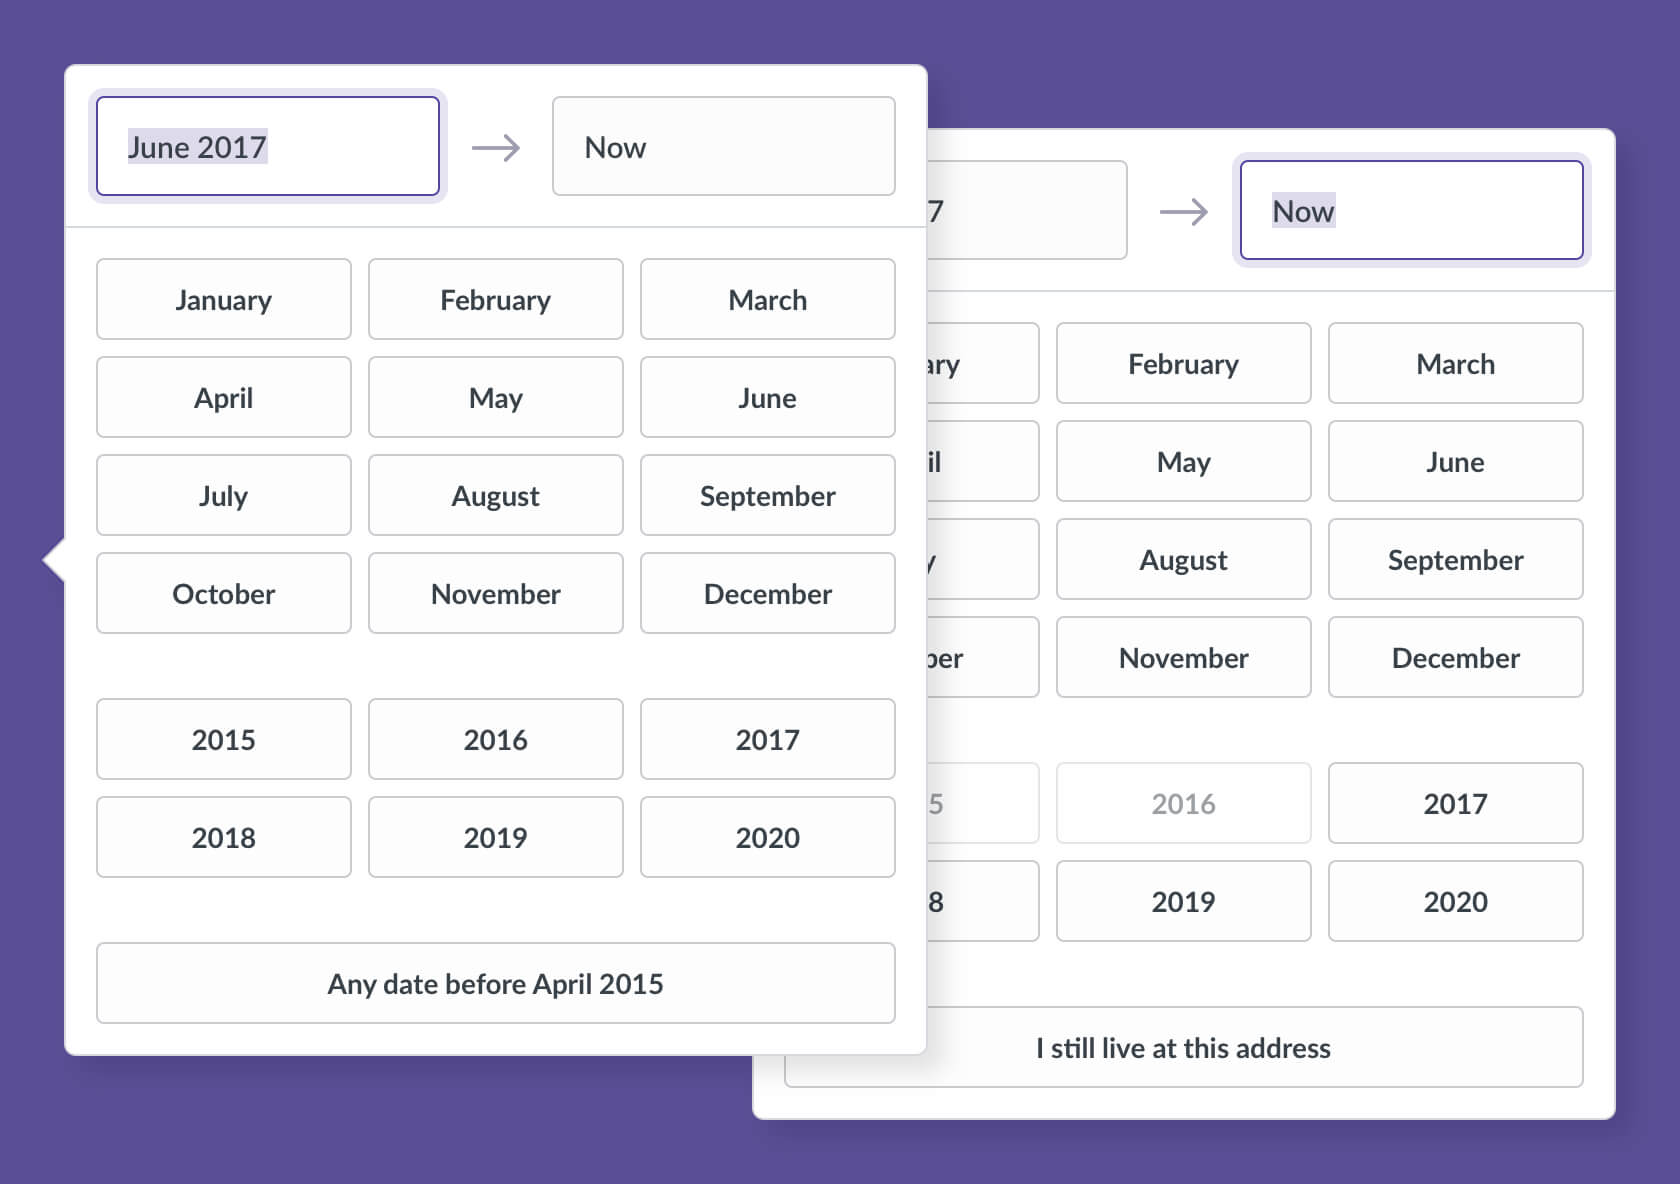 June 2017 Now
January February March
April May June
July August September
October November December
2015 2016 2017
2018 2019 2020
Any date before April 2015
7 Now
ary February March
il May June
y August September
ber November December
5 2016 2017
8 2019 2020
I still live at this address